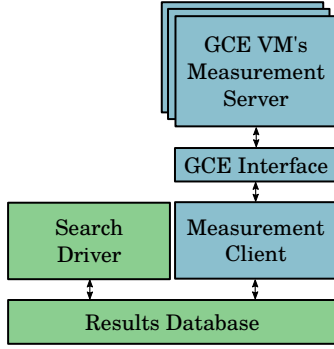 GCE VM's
Measurement
Server
GCE Interface
Search
Driver
Measurement
Client
Results Database